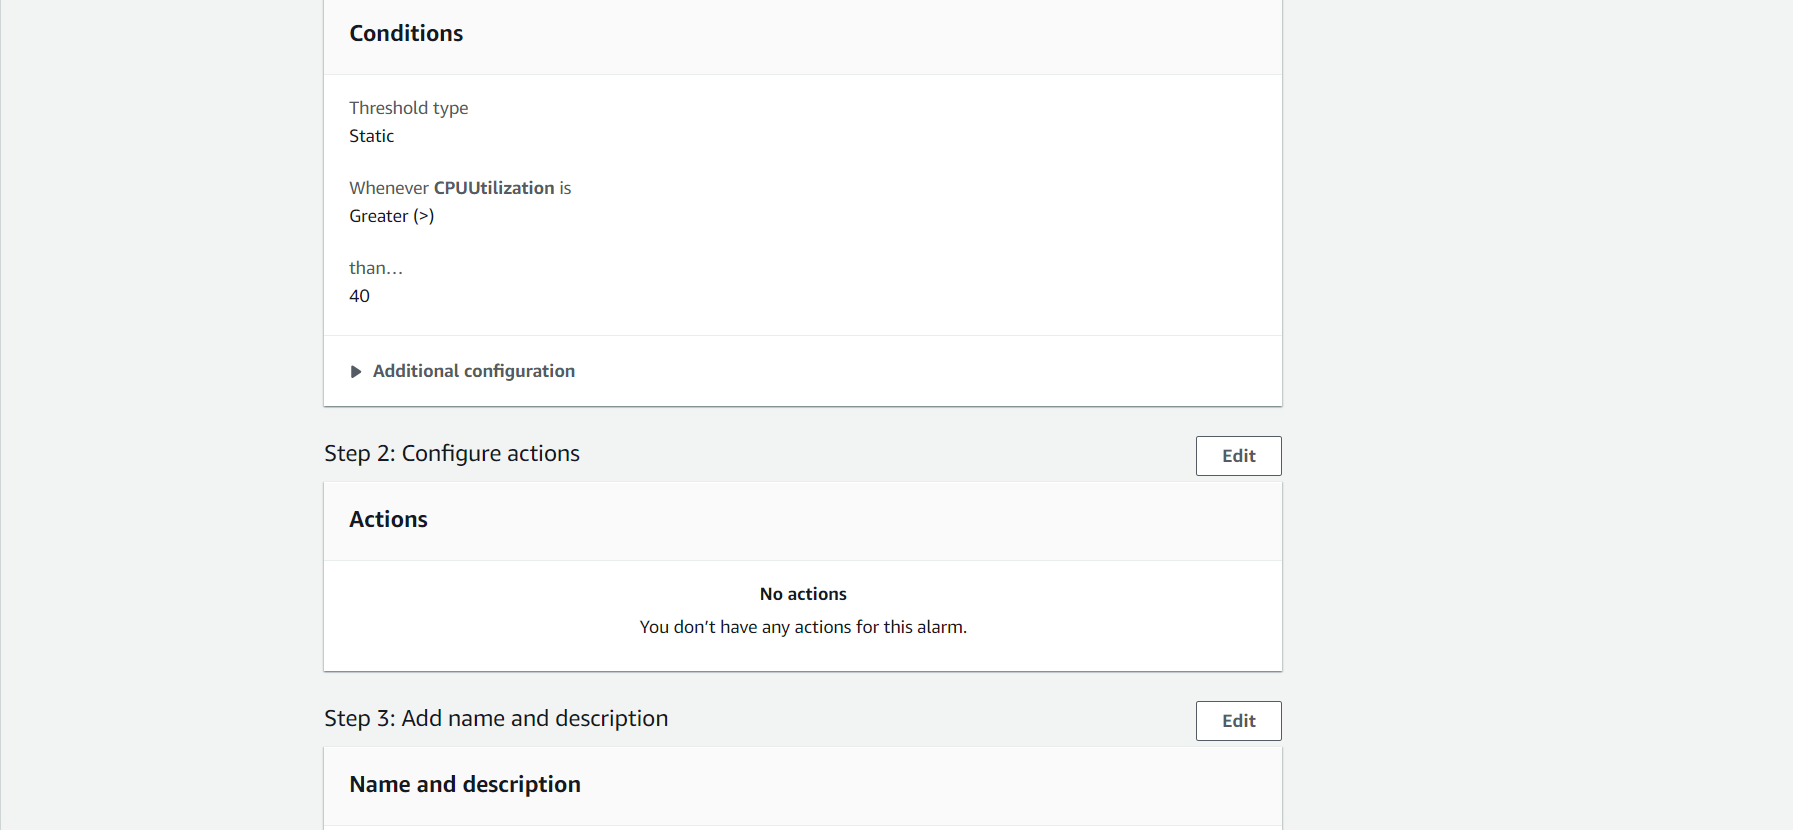 Conditions
Threshold type
Static
Whenever CPUUtilization is
Greater (>)
than...
40
Additional configuration
Step 2: Configure actions
Edit
Actions
No actions
You don’t have any actions for this alarm.
Step 3: Add name and description
Edit
Name and description